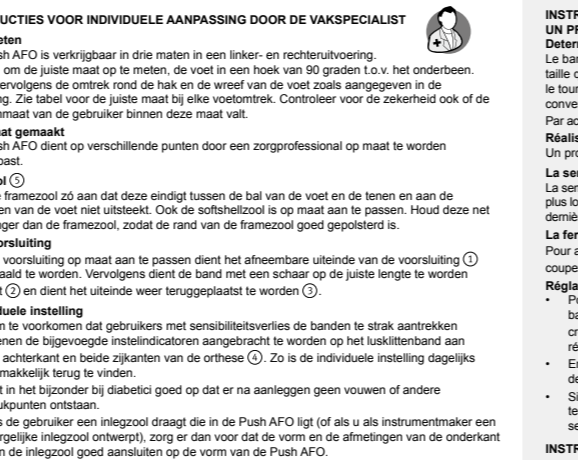 UCTIES VOOR INDIVIDUELE AANPASSING DOOR DE VAKSPECIALIST
eten
sh AFO is verkrijgbaar in drie maten in een linker- en rechteruitvoering.
om de juiste maat op te meten, de voet in een hoek van 90 graden t.o.v. het onderbeen.
ervolgens de omtrek rond de hak en de wreef van de voet zoals aangegeven in de
ng. Zie tabel voor de juiste maat bij elke voetomtrek. Controleer voor de zekerheid ook of de
nmaat van de gebruiker binnen deze maat valt.
at gemaakt
sh AFO dient op verschillende punten door een zorgprofessional op maat te worden
past.
ol ⑤
e framezool zó aan dat deze eindigt tussen de bal van de voet en de tenen en aan de
en van de voet niet uitsteekt. Ook de softshellzool is op maat aan te passen. Houd deze net
nger dan de framezool, zodat de rand van de framezool goed gepolsterd is.
orsluiting
voorsluiting op maat aan te passen dient het afneembare uiteinde van de voorsluiting ①
aald te worden. Vervolgens dient de band met een schaar op de juiste lengte te worden
t ② en dient het uiteinde weer teruggeplaatst te worden ③.
duele instelling
m te voorkomen dat gebruikers met sensibiliteitsverlies de banden te strak aantrekken
enen de bijgevoegde instelindicatoren aangebracht te worden op het lusklittenband aan
achterkant en beide zijkanten van de orthese ④. Zo is de individuele instelling dagelijks
makkelijk terug te vinden.
t in het bijzonder bij diabetici goed op dat er na aanleggen geen vouwen of andere
ukpunten ontstaan.
s de gebruiker een inlegzool draagt die in de Push AFO ligt (of als u als instrumentmaker een
rgelijke inlegzool ontwerpt), zorg er dan voor dat de vorm en de afmetingen van de onderkant
n de inlegzool goed aansluiten op de vorm van de Push AFO.
INSTR
UN PR
Deterr
Le bar
taille c
le tour
conve
Par ac
Réalis
Un pro
La ser
La ser
plus lo
derniè
La fer
Pour a
coupe
Régla
• Po
ba
cr
ré
• Er
de
• Si
te
se
INSTR